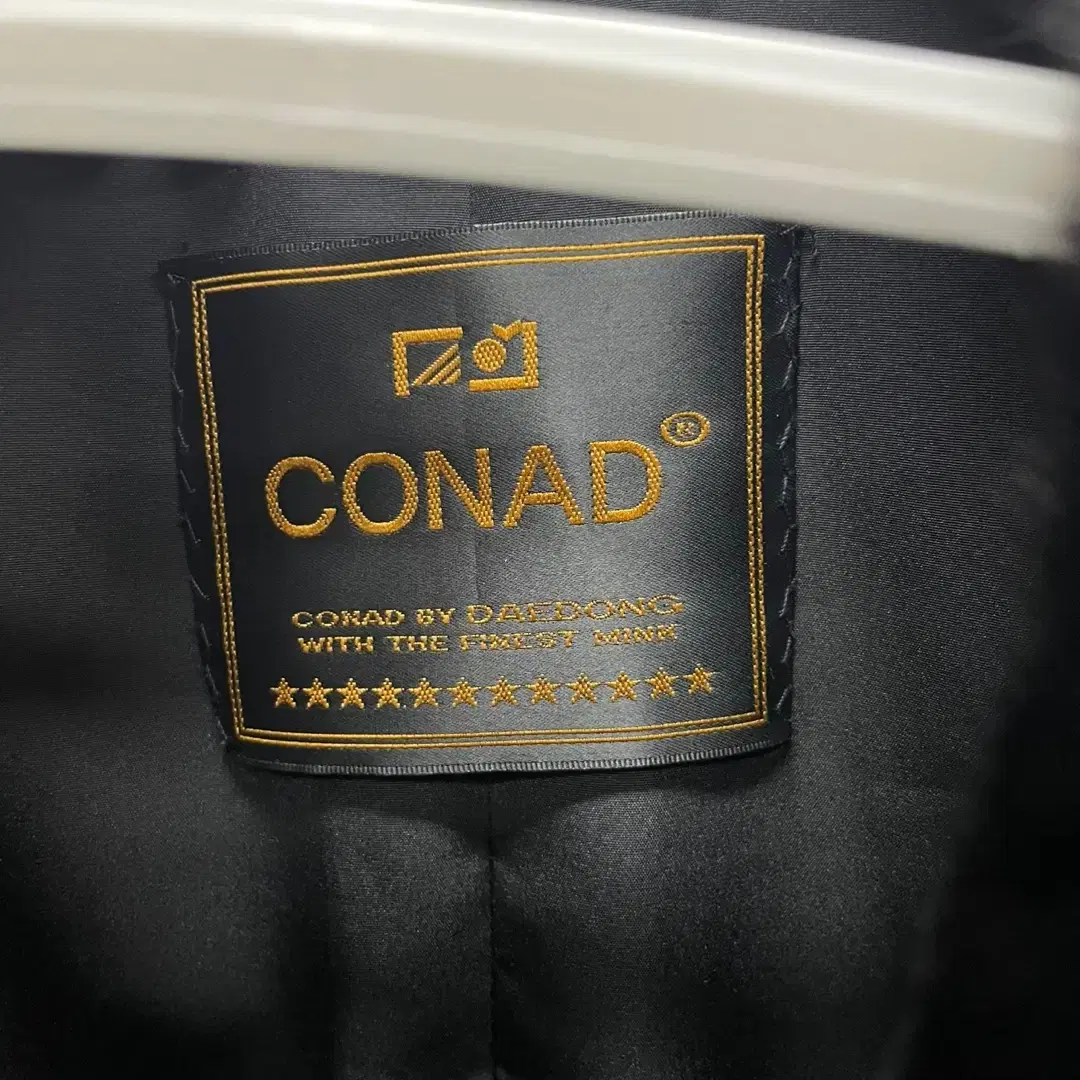 CONAD®
CONAD BY DAEDONG
WITH THE FINEST MINK